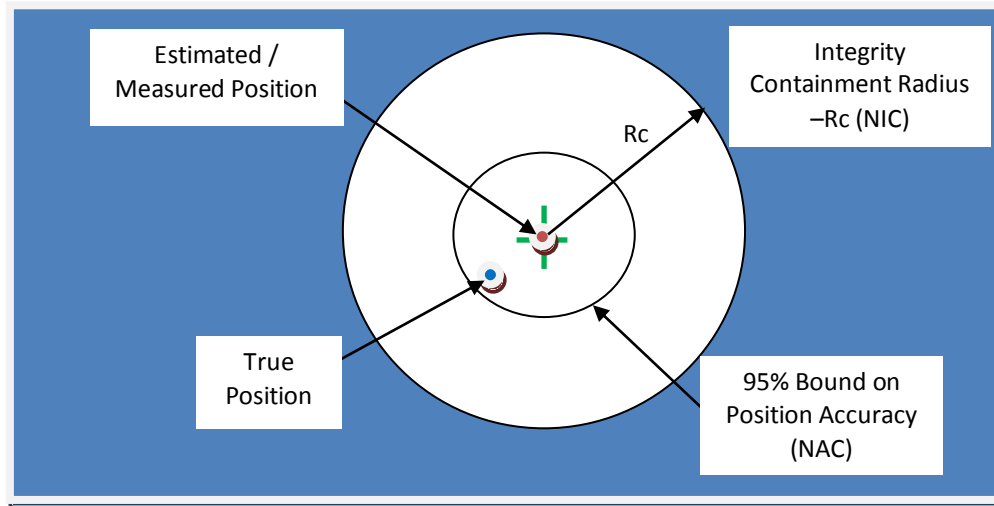 Estimated /
Measured Position
Integrity
Containment Radius
–Rc (NIC)
Rc
True
Position
95% Bound on
Position Accuracy
(NAC)